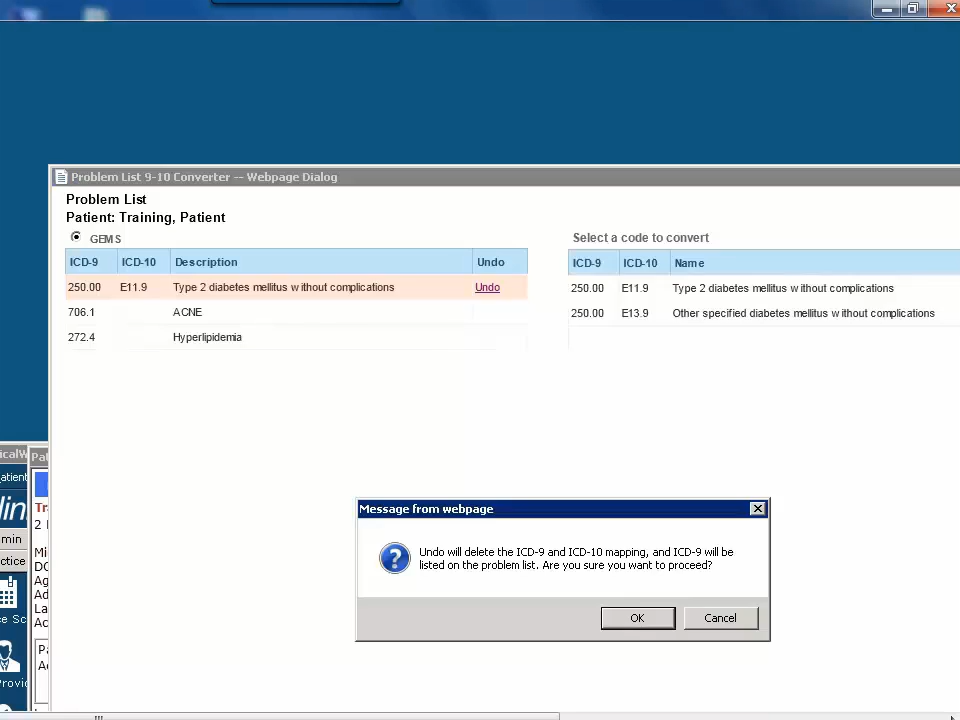 Problem List 9-10 Converter -- Webpage Dialog
Problem List
Patient: Training, Patient
GEMS
ICD-9 ICD-10 Description Undo
250.00 E11.9 Type 2 diabetes mellitus without complications Undo
706.1 ACNE
272.4 Hyperlipidemia
Select a code to convert
ICD-9 ICD-10 Name
250.00 E11.9 Type 2 diabetes mellitus without complications
250.00 E13.9 Other specified diabetes mellitus without complications
Message from webpage
Undo will delete the ICD-9 and ICD-10 mapping, and ICD-9 will be
listed on the problem list. Are you sure you want to proceed?
OK Cancel